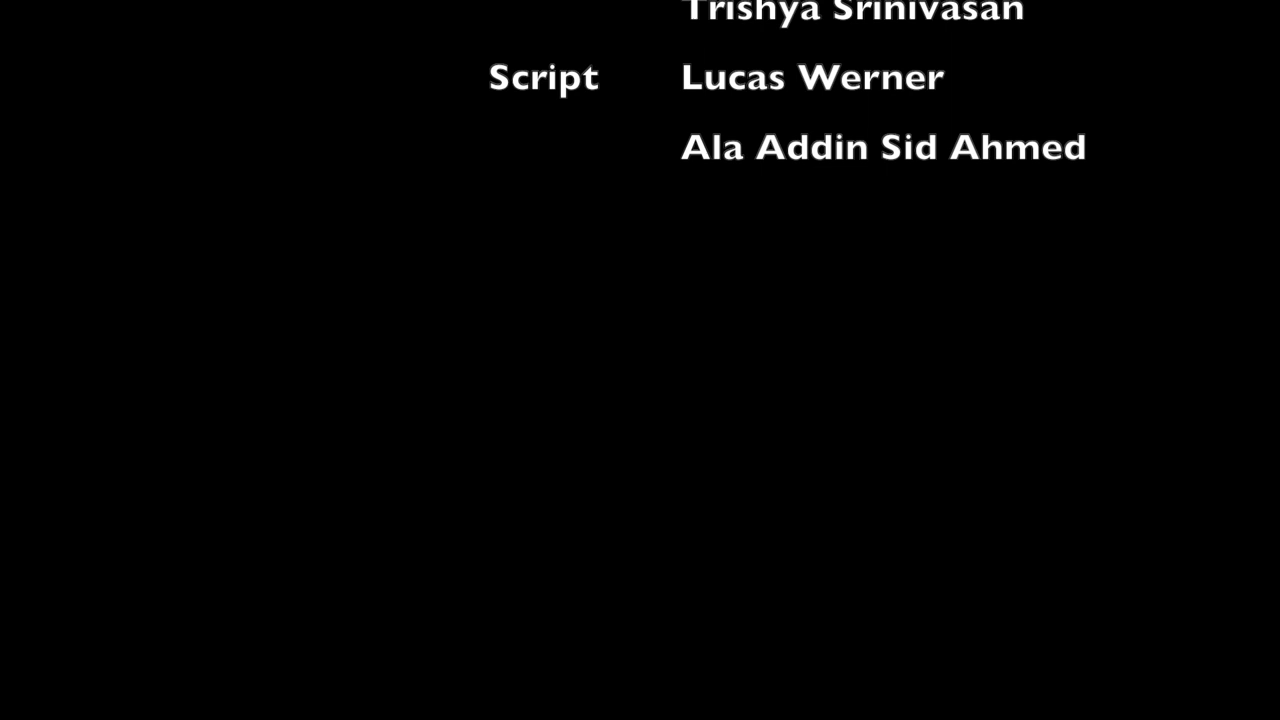 Trishya Srinivasan
Script Lucas Werner
Ala Addin Sid Ahmed